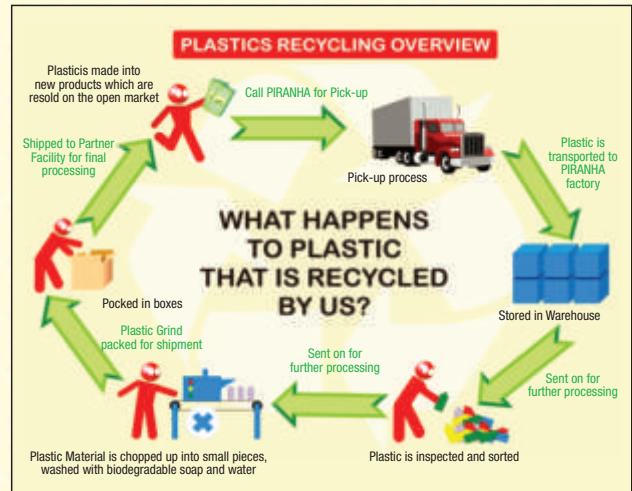 PLASTICS RECYCLING OVERVIEW
Plasticis made into
new products which are
resold on the open market
Call PIRANHA for Pick-up
Pick-up process
Plastic is
transported to
PIRANHA
factory
Stored in Warehouse
Sent on for
further processing
Plastic is inspected and sorted
Sent on for
further processing
Plastic Material is chopped up into small pieces,
washed with biodegradable soap and water
Plastic Grind
packed for shipment
Pocked in boxes
Shipped to Partner
Facility for final
processing
WHAT HAPPENS
TO PLASTIC
THAT IS RECYCLED
BY US?